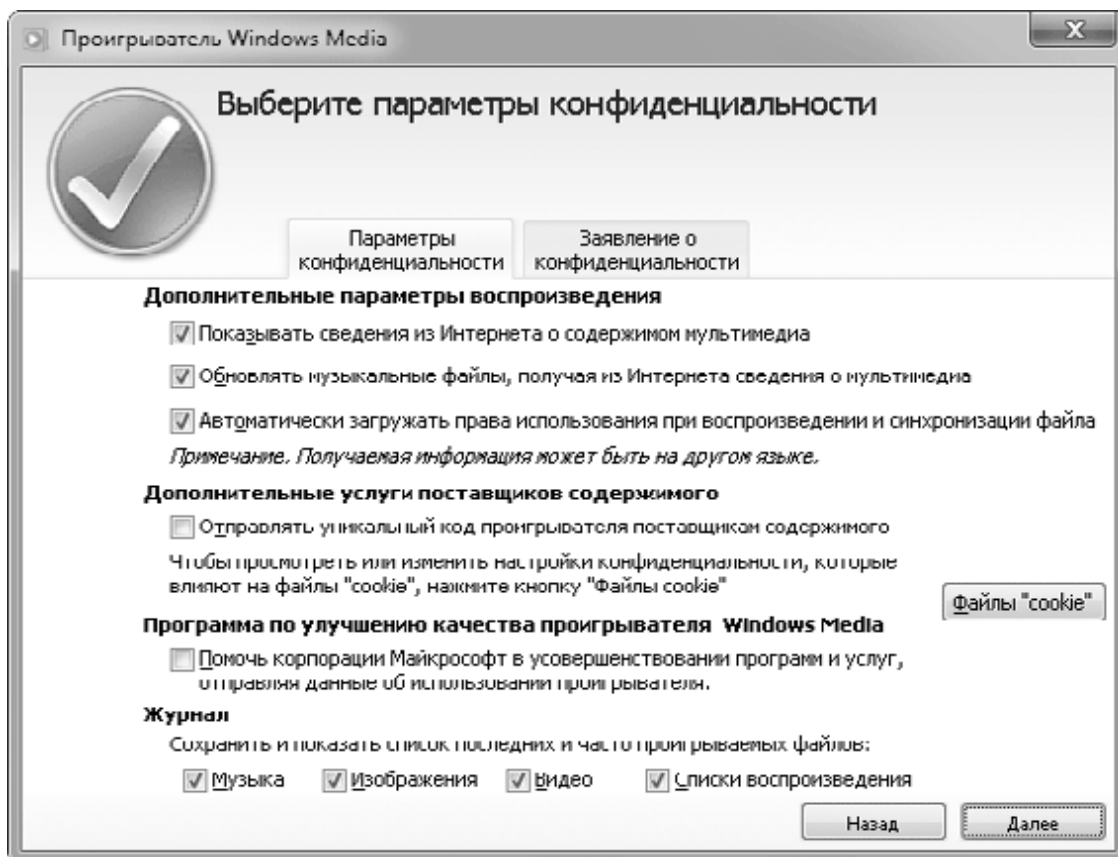 Проигрыватель Windows Media
X
Выберите параметры конфиденциальности
Параметры
конфиденциальности
Заявление о
конфиденциальности
Дополнительные параметры воспроизведения
Показывать сведения из Интернета о содержимом мультимедиа
Обновлять музыкальные файлы, получая из Интернета сведения о мультимедиа
Автоматически загружать права использования при воспроизведении и синхронизации файла
Примечание. Получаемая информация может быть на другом языке.
Дополнительные услуги поставщиков содержимого
Отправлять уникальный код проигрывателя поставщикам содержимого
Чтобы просмотреть или изменить настройки конфиденциальности, которые
влияют на файлы "cookie", нажмите кнопку "Файлы cookie"
Файлы "cookie"
Программа по улучшению качества проигрывателя Windows Media
Помочь корпорации Майкрософт в усовершенствовании программ и услуг,
отправляя данные об использовании проигрывателя.
Журнал
Сохранить и показать список последних и часто проигрываемых файлов:
Музыка Изображения Видео Списки воспроизведения
Назад Далее